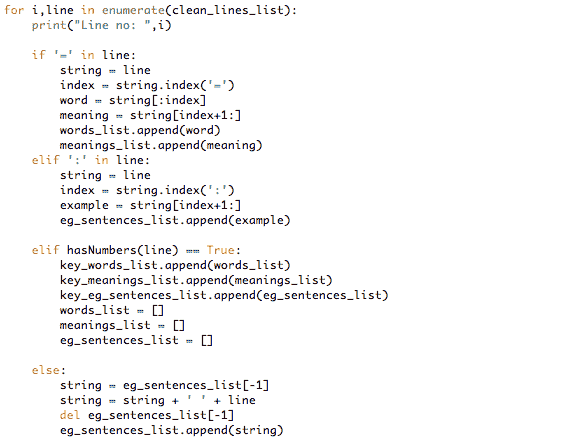 for i,line in enumerate(clean_lines_list):
    print("Line no: ",i)

    if '=' in line:
        string = line
        index = string.index('=')
        word = string[:index]
        meaning = string[index+1:]
        words_list.append(word)
        meanings_list.append(meaning)
    elif ':' in line:
        string = line
        index = string.index(':')
        example = string[index+1:]
        eg_sentences_list.append(example)

    elif hasNumbers(line) == True:
        key_words_list.append(words_list)
        key_meanings_list.append(meanings_list)
        key_eg_sentences_list.append(eg_sentences_list)
        words_list = []
        meanings_list = []
        eg_sentences_list = []

    else:
        string = eg_sentences_list[-1]
        string = string + ' ' + line
        del eg_sentences_list[-1]
        eg_sentences_list.append(string)